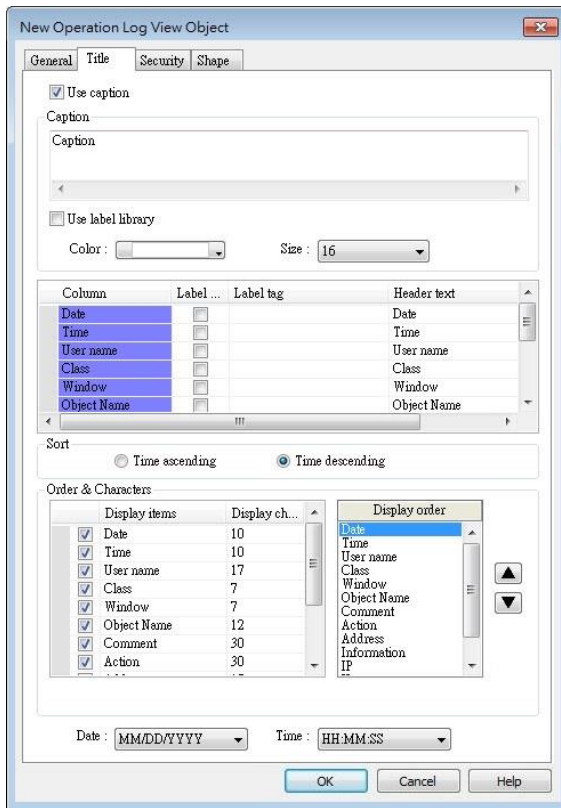 New Operation Log View Object
General Title Security Shape
Use caption
Caption
Caption
Use label library
Color : Size : 16
Column Label ... Label tag Header text
Date Date
Time Time
User name User name
Class Class
Window Window
Object Name Object Name
Sort
Time ascending Time descending
Order & Characters
Display items Display ch... Display order
Date 10
Time 10
User name 17
Class 7
Window 7
Object Name 12
Comment 30
Action 30
Date
Time
User name
Class
Window
Object Name
Comment
Action
Address
Information
IP
Date : MM/DD/YYYY Time : HH:MM:SS
OK Cancel Help